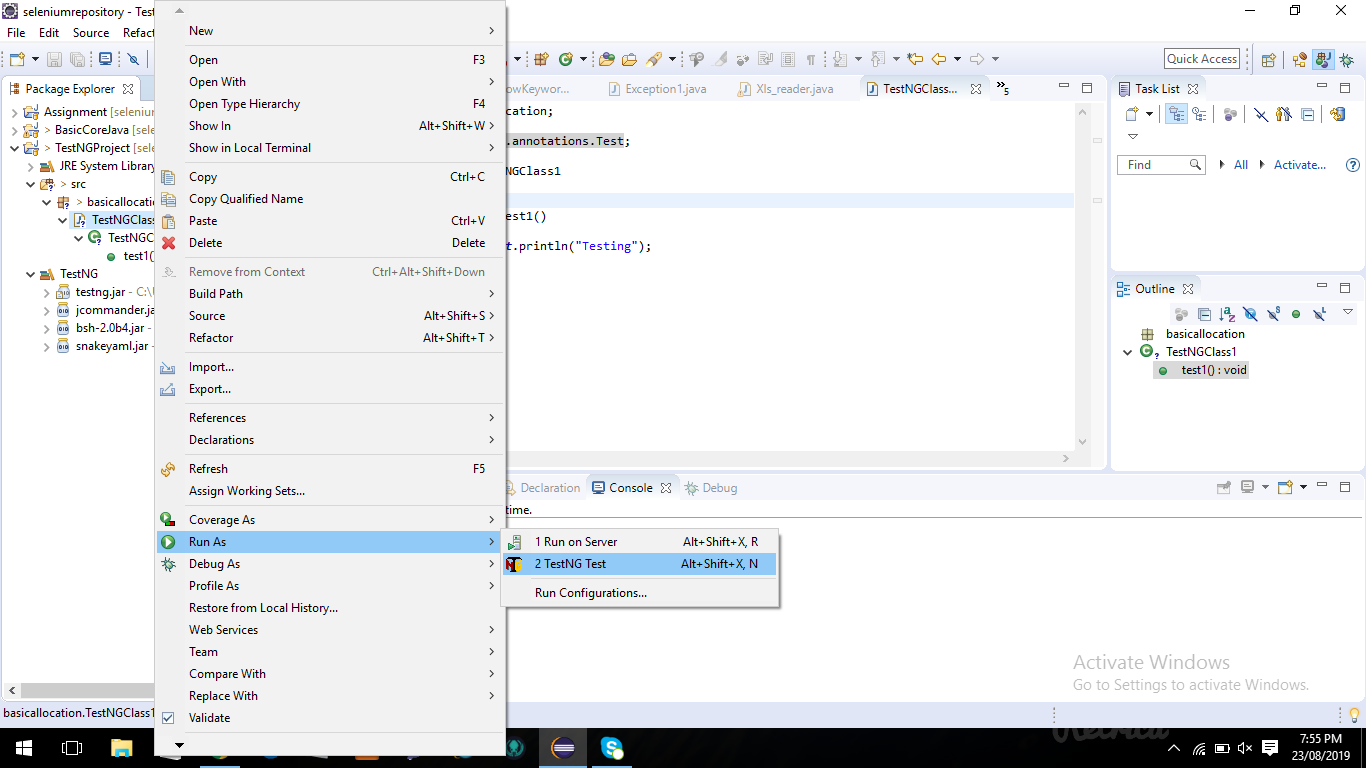 seleniumrepository - Test
File Edit Source Refact
Quick Access
Package Explorer
Assignment [seleniun
> BasicCoreJava [sele
> TestNGProject [sele
JRE System Library
> src
> basicallocation
TestNGClass
TestNGC
test1()
TestNG
testng.jar - C:\
jcommander.ja
bsh-2.0b4.jar -
snakeyaml.jar -
New
Open F3
Open With
Open Type Hierarchy F4
Show In Alt+Shift+W
Show in Local Terminal
Copy Ctrl+C
Copy Qualified Name
Paste Ctrl+V
Delete Delete
Remove from Context Ctrl+Alt+Shift+Down
Build Path
Source Alt+Shift+S
Refactor Alt+Shift+T
Import...
Export...
References
Declarations
Refresh F5
Assign Working Sets...
Coverage As
Run As
Debug As
Profile As
Restore from Local History...
Web Services
Team
Compare With
Replace With
Validate
1 Run on Server Alt+Shift+X, R
2 TestNG Test Alt+Shift+X, N
Run Configurations...
owKeywor... Exception1.java Xls_reader.java TestNGClass... »5
cation;
.annotations.Test;
NGClass1
est1()
t.println("Testing");
Declaration Console Debug
time.
Task List
Find All Activate...
Outline
basicallocation
TestNGClass1
test1() : void
Activate Windows
Go to Settings to activate Windows.
basicallocation.TestNGClass1
7:55 PM
23/08/2019